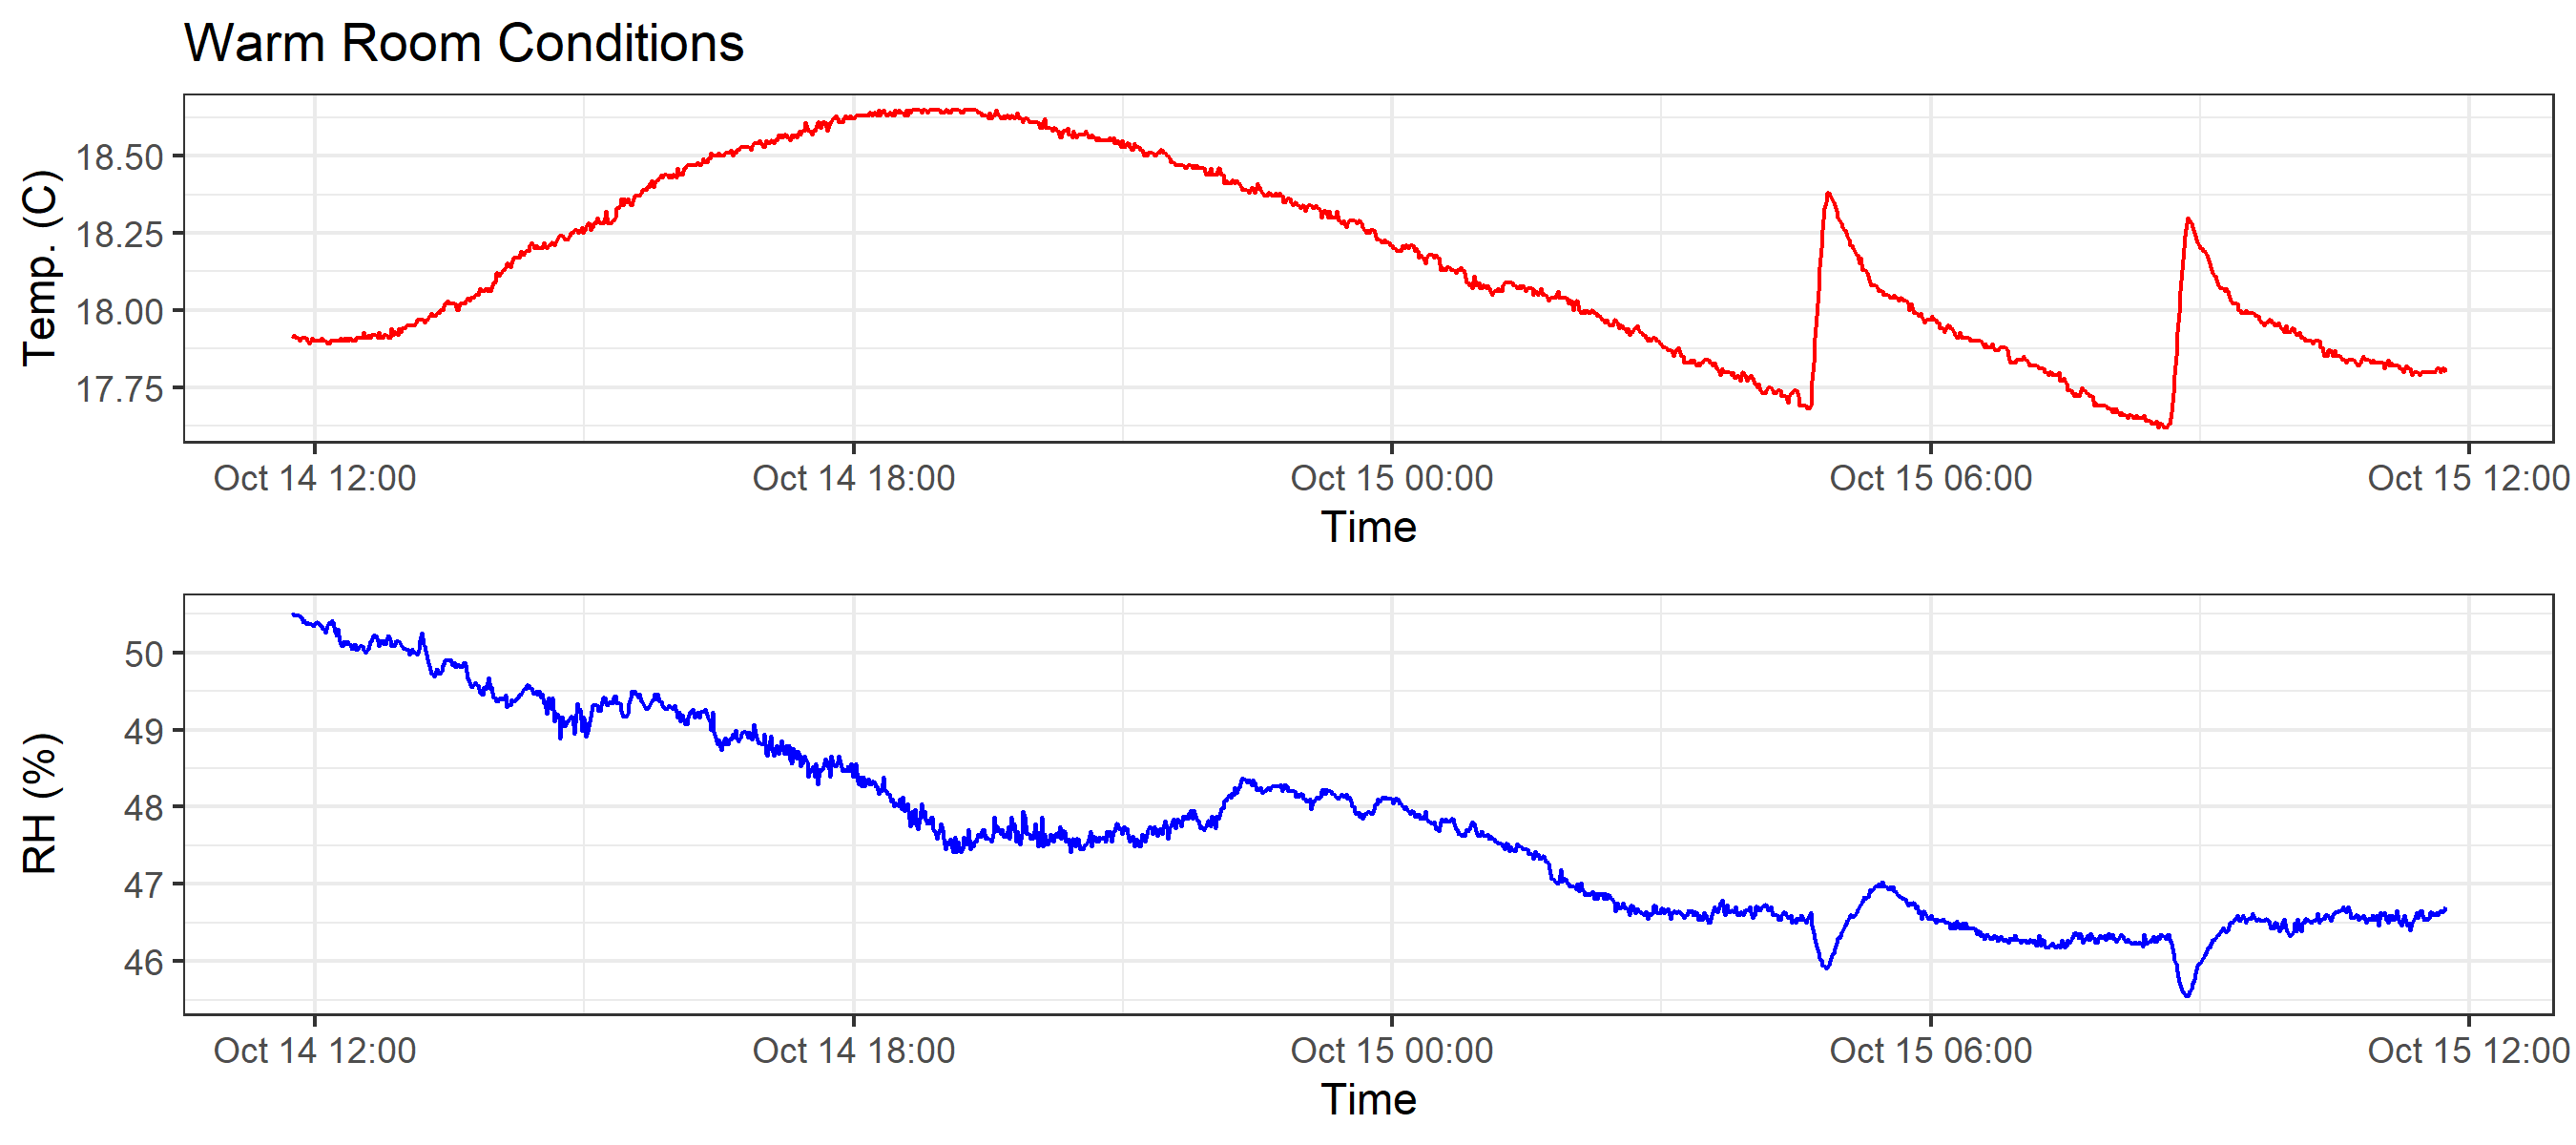 Warm Room Conditions
Temp. (C)
18.50
18.25
18.00
17.75
Oct 14 12:00 Oct 14 18:00 Oct 15 00:00 Oct 15 06:00 Oct 15 12:00
Time
RH (%)
50
49
48
47
46
Oct 14 12:00 Oct 14 18:00 Oct 15 00:00 Oct 15 06:00 Oct 15 12:00
Time